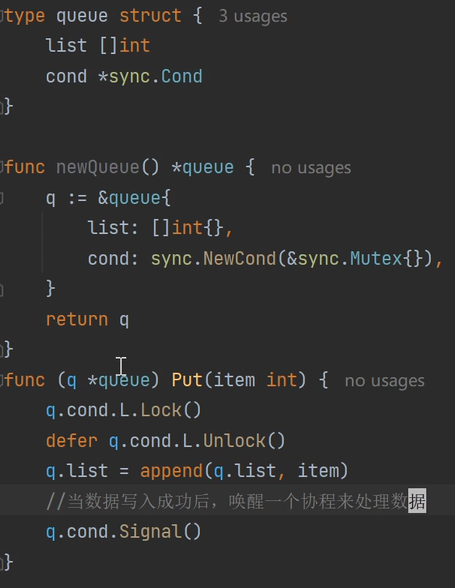 type queue struct { 3 usages
    list []int
    cond *sync.Cond
}

func newQueue() *queue { no usages
    q := &queue{
        list: []int{},
        cond: sync.NewCond(&sync.Mutex{}),
    }
    return q
}
func (q *queue) Put(item int) { no usages
    q.cond.L.Lock()
    defer q.cond.L.Unlock()
    q.list = append(q.list, item)
    //当数据写入成功后，唤醒一个协程来处理数据
    q.cond.Signal()
}